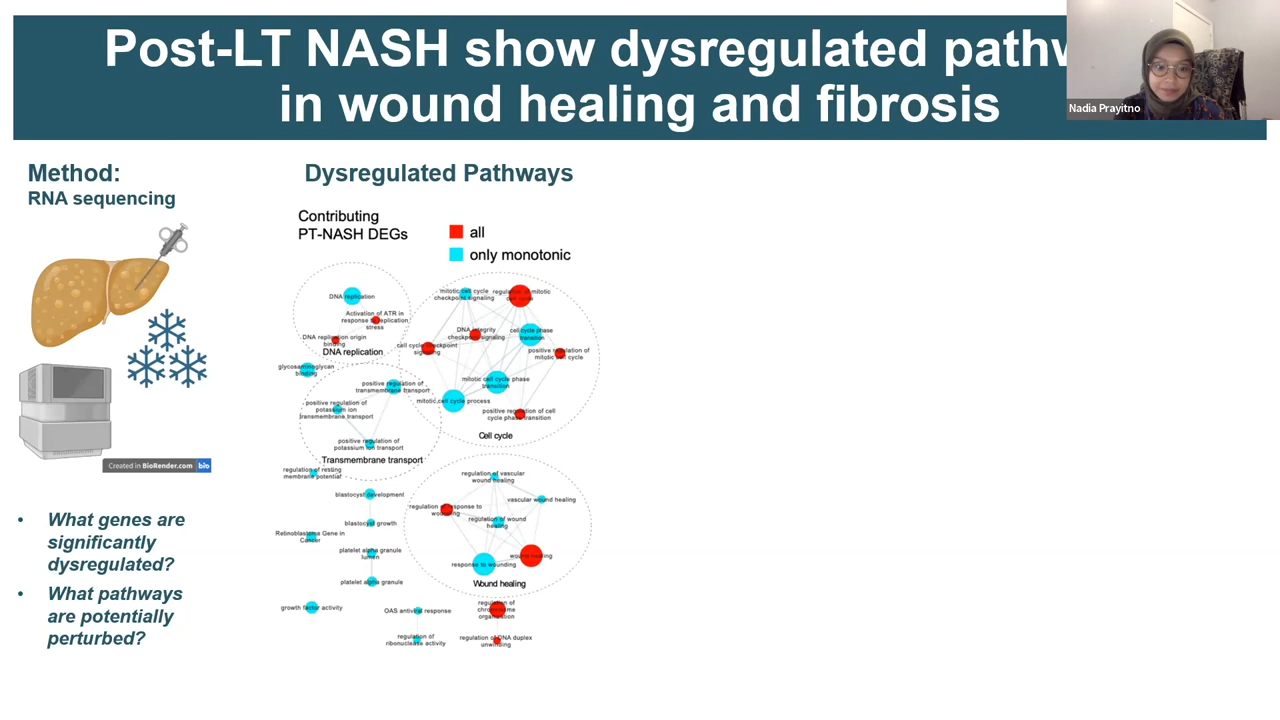 Post-LT NASH show dysregulated
in wound healing and fibrosis
Nadia Prayitno
Method:
RNA sequencing
Created in BioRender.com bio
• What genes are
significantly
dysregulated?
• What pathways
are potentially
perturbed?
Dysregulated Pathways
Contributing
PT-NASH DEGs
all
only monotonic
DNA replication
Activation of ATR in
response to replication
stress
DNA replication origin
binding
DNA replication
mitotic cell cycle
checkpoint signaling
regulation of mitotic
cell cycle
DNA integrity
checkpoint signaling
cell cycle phase
transition
cell cycle checkpoint
signaling
positive regulation of
mitotic cell cycle
mitotic cell cycle phase
transition
mitotic cell cycle process
positive regulation of cell
cycle phase transition
Cell cycle
glycosaminoglycan
binding
positive regulation of
transmembrane transport
positive regulation of
potassium ion
transmembrane transport
positive regulation of
potassium ion transport
Transmembrane transport
regulation of resting
membrane potential
blastocyst development
blastocyst growth
Retinoblastoma Gene in
Cancer
platelet alpha granule
lumen
platelet alpha granule
growth factor activity
OAS antiviral response
regulation of
ribonuclease activity
regulation of vascular
wound healing
vascular wound healing
regulation of response to
wounding
regulation of wound
healing
wound healing
response to wounding
Wound healing
regulation of
chromosome
organization
regulation of DNA duplex
unwinding